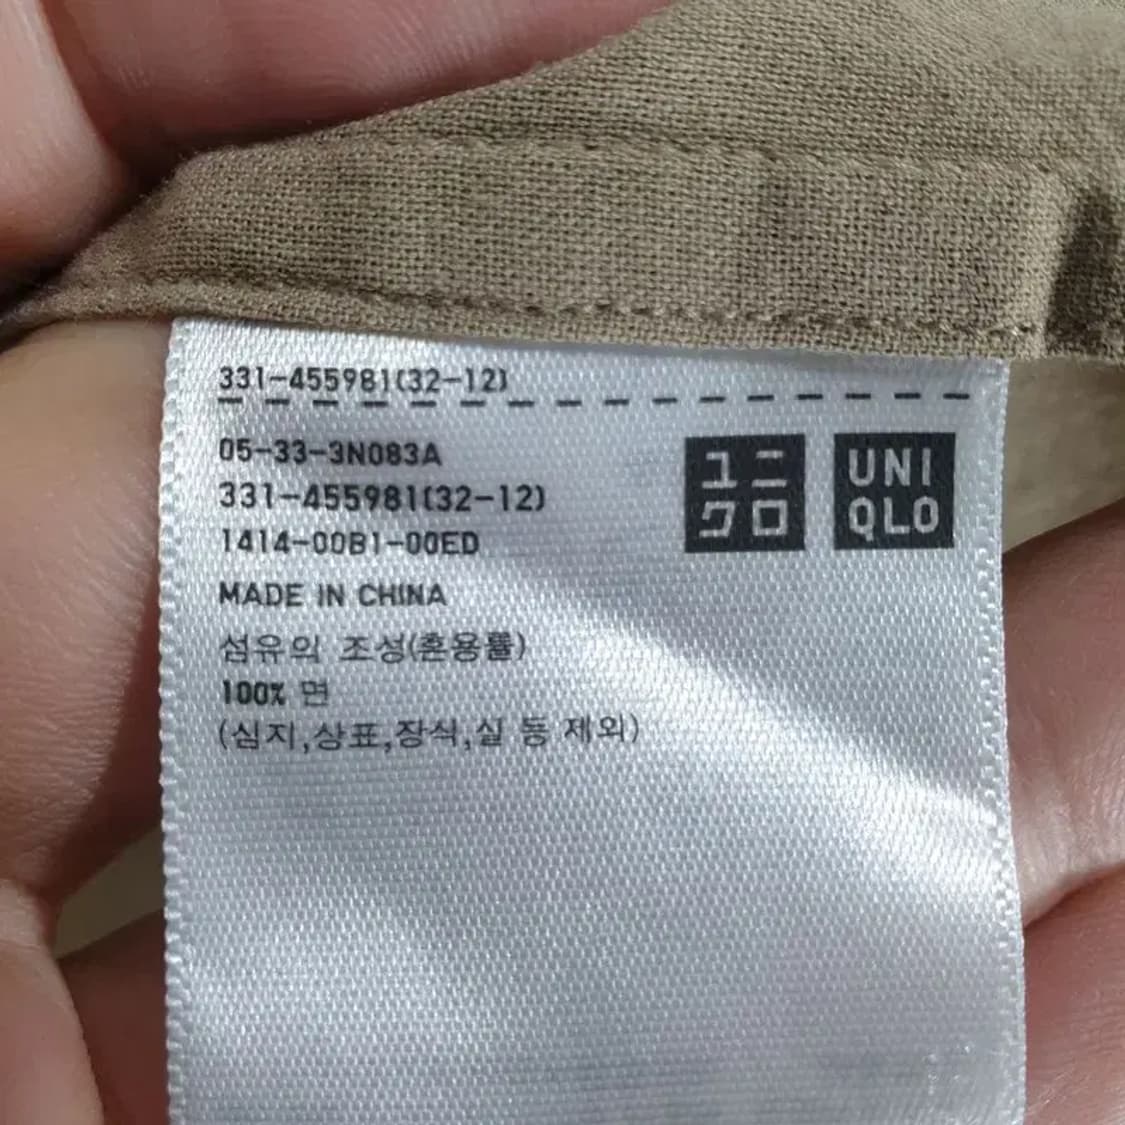 331-455981(32-12)
05-33-3N083A
331-455981(32-12)
1414-00B1-00ED
ユニ
クロ
UNI
QLO
MADE IN CHINA
섬유의 조성(혼용률)
100% 면
(심지,상표,장식,실 등 제외)